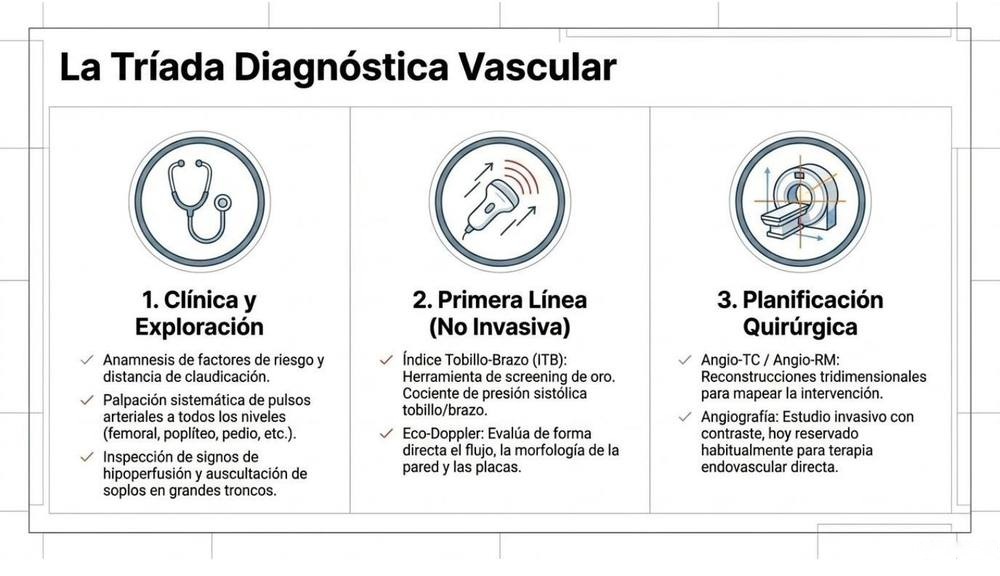 La Tríada Diagnóstica Vascular
1. Clínica y
Exploración
Anamnesis de factores de riesgo y
distancia de claudicación.
Palpación sistemática de pulsos
arteriales a todos los niveles
(femoral, poplíteo, pedio, etc.).
Inspección de signos de
hipoperfusión y auscultación de
soplos en grandes troncos.
2. Primera Línea
(No Invasiva)
Índice Tobillo-Brazo (ITB):
Herramienta de screening de oro.
Cociente de presión sistólica
tobillo/brazo.
Eco-Doppler: Evalúa de forma
directa el flujo, la morfología de la
pared y las placas.
3. Planificación
Quirúrgica
Angio-TC / Angio-RM:
Reconstrucciones tridimensionales
para mapear la intervención.
Angiografía: Estudio invasivo con
contraste, hoy reservado
habitualmente para terapia
endovascular directa.